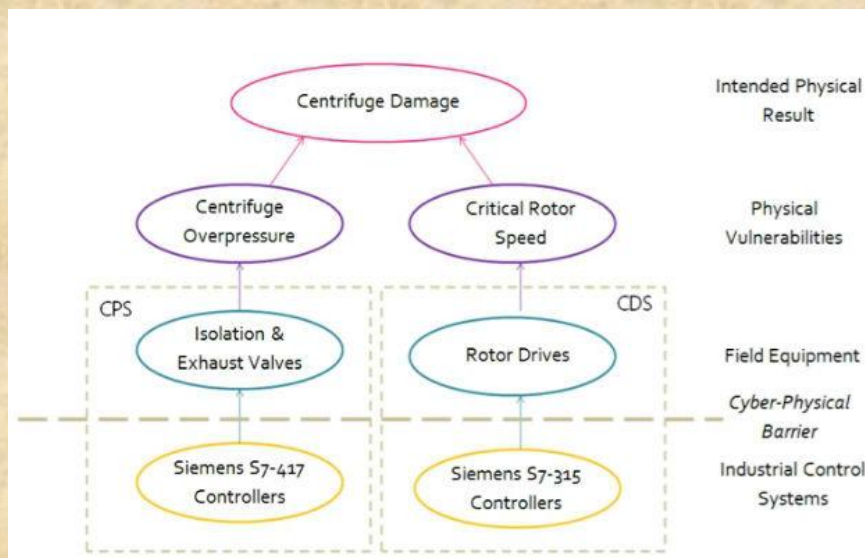 Centrifuge Damage
Intended Physical
Result
Centrifuge
Overpressure
Critical Rotor
Speed
Physical
Vulnerabilities
CPS
CDS
Isolation &
Exhaust Valves
Rotor Drives
Field Equipment
Cyber-Physical
Barrier
Siemens S7-417
Controllers
Siemens S7-315
Controllers
Industrial Control
Systems